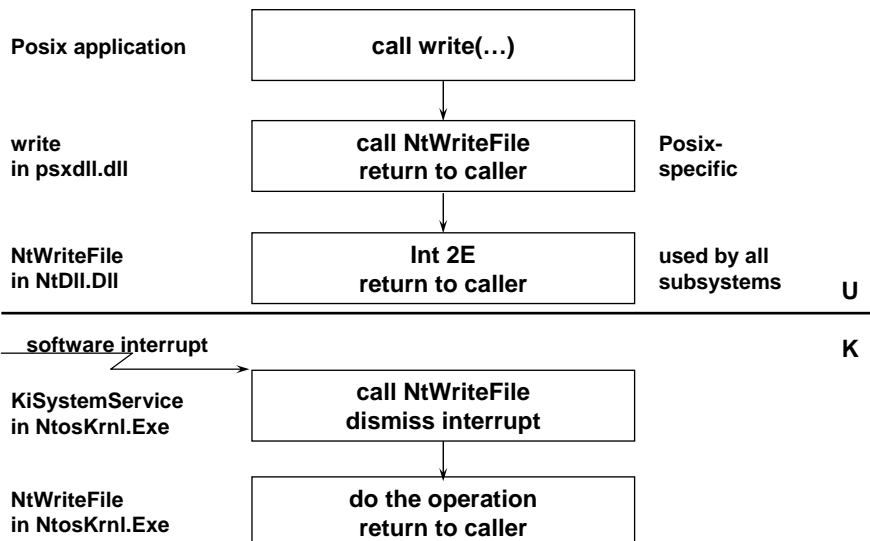 Posix application
call write(…)
write
in psxdll.dll
call NtWriteFile
return to caller
Posix-
specific
NtWriteFile
in NtDll.Dll
Int 2E
return to caller
used by all
subsystems
U
software interrupt
K
KiSystemService
in NtosKrnl.Exe
call NtWriteFile
dismiss interrupt
NtWriteFile
in NtosKrnl.Exe
do the operation
return to caller